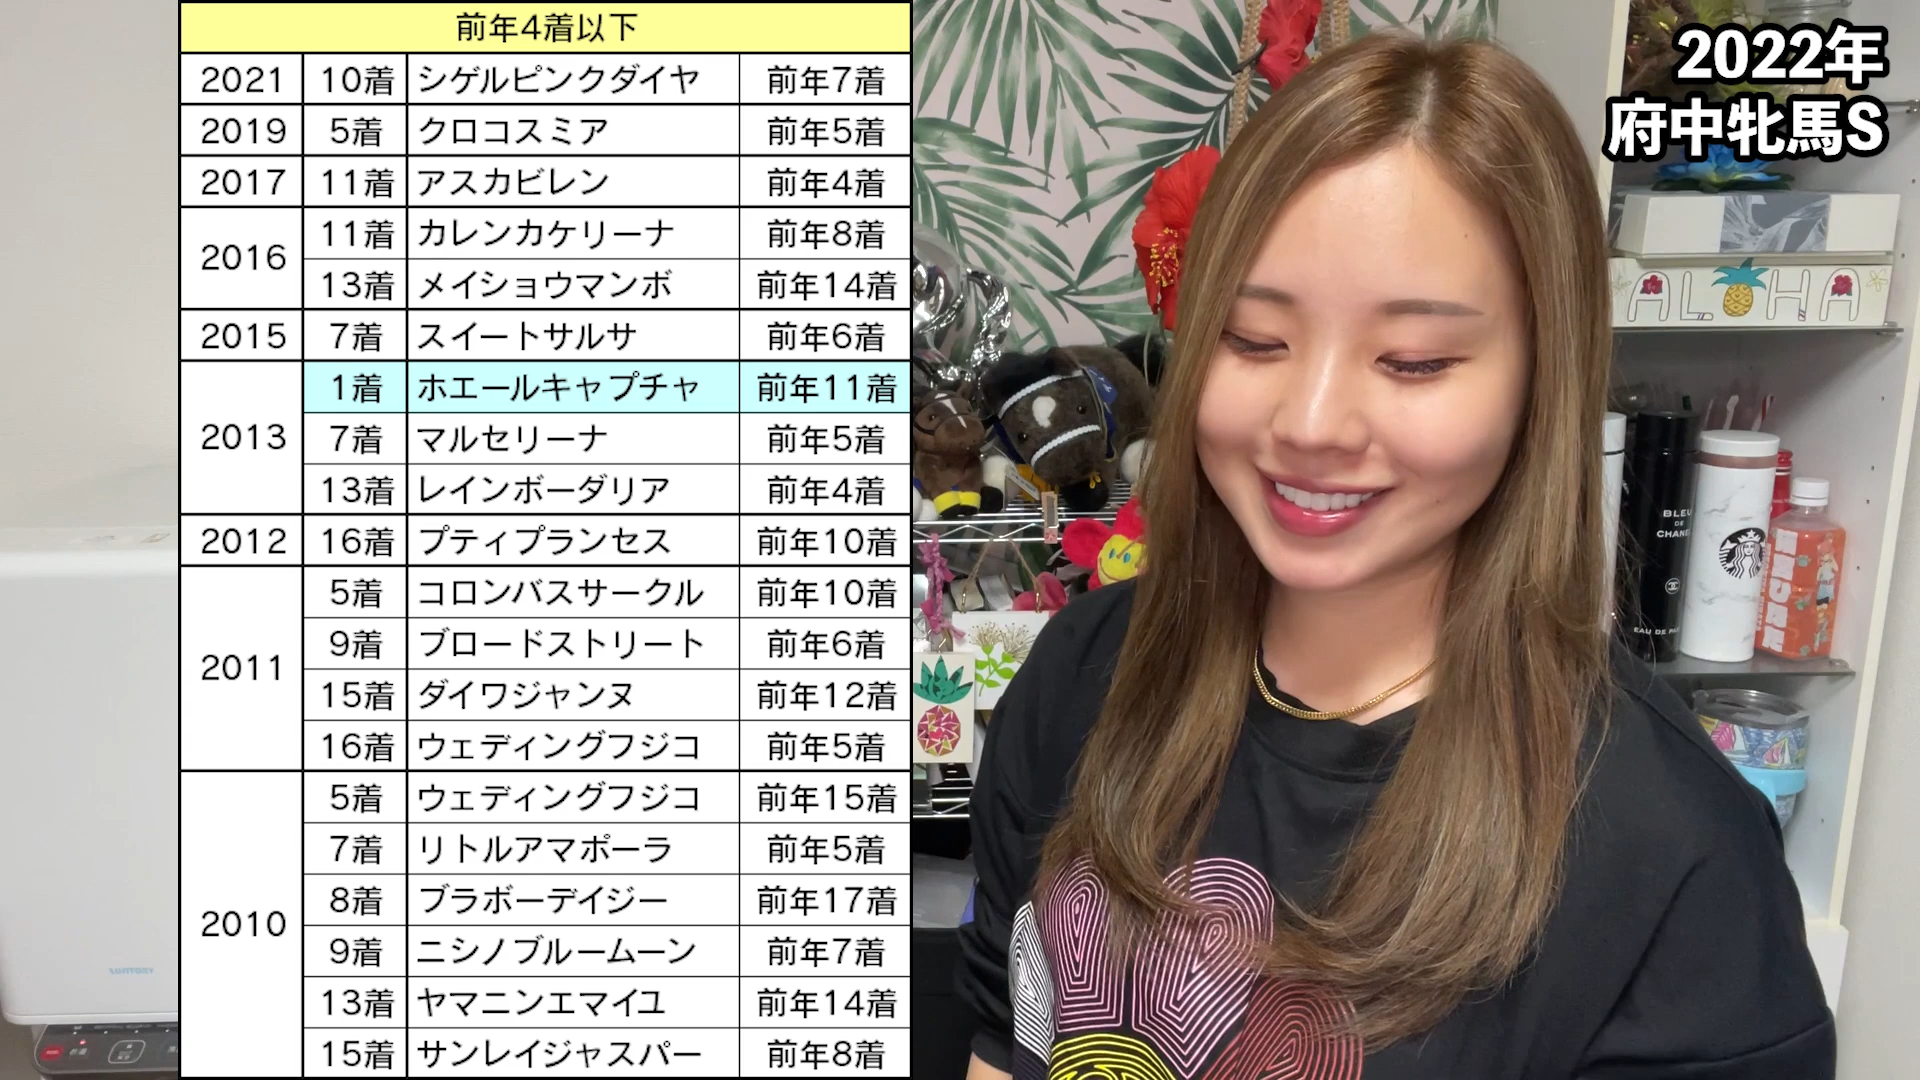 前年4着以下
2021 10着 シゲルピンクダイヤ 前年7着
2019 5着 クロコスミア 前年5着
2017 11着 アスカビレン 前年4着
2016 11着 カレンカケリーナ 前年8着
13着 メイショウマンボ 前年14着
2015 7着 スイートサルサ 前年6着
2013 1着 ホエールキャプチャ 前年11着
7着 マルセリーナ 前年5着
13着 レインボーダリア 前年4着
2012 16着 プティプランセス 前年10着
2011 5着 コロンバスサークル 前年10着
9着 ブロードストリート 前年6着
15着 ダイワジャンヌ 前年12着
16着 ウェディングフジコ 前年5着
2010 5着 ウェディングフジコ 前年15着
7着 リトルアマポーラ 前年5着
8着 ブラボーデイジー 前年17着
9着 ニシノブルームーン 前年7着
13着 ヤマニンエマイユ 前年14着
15着 サンレイジャスパー 前年8着
2022年
府中牝馬S
ALOHA
BLEU
DE
CHANEL
SUNTORY